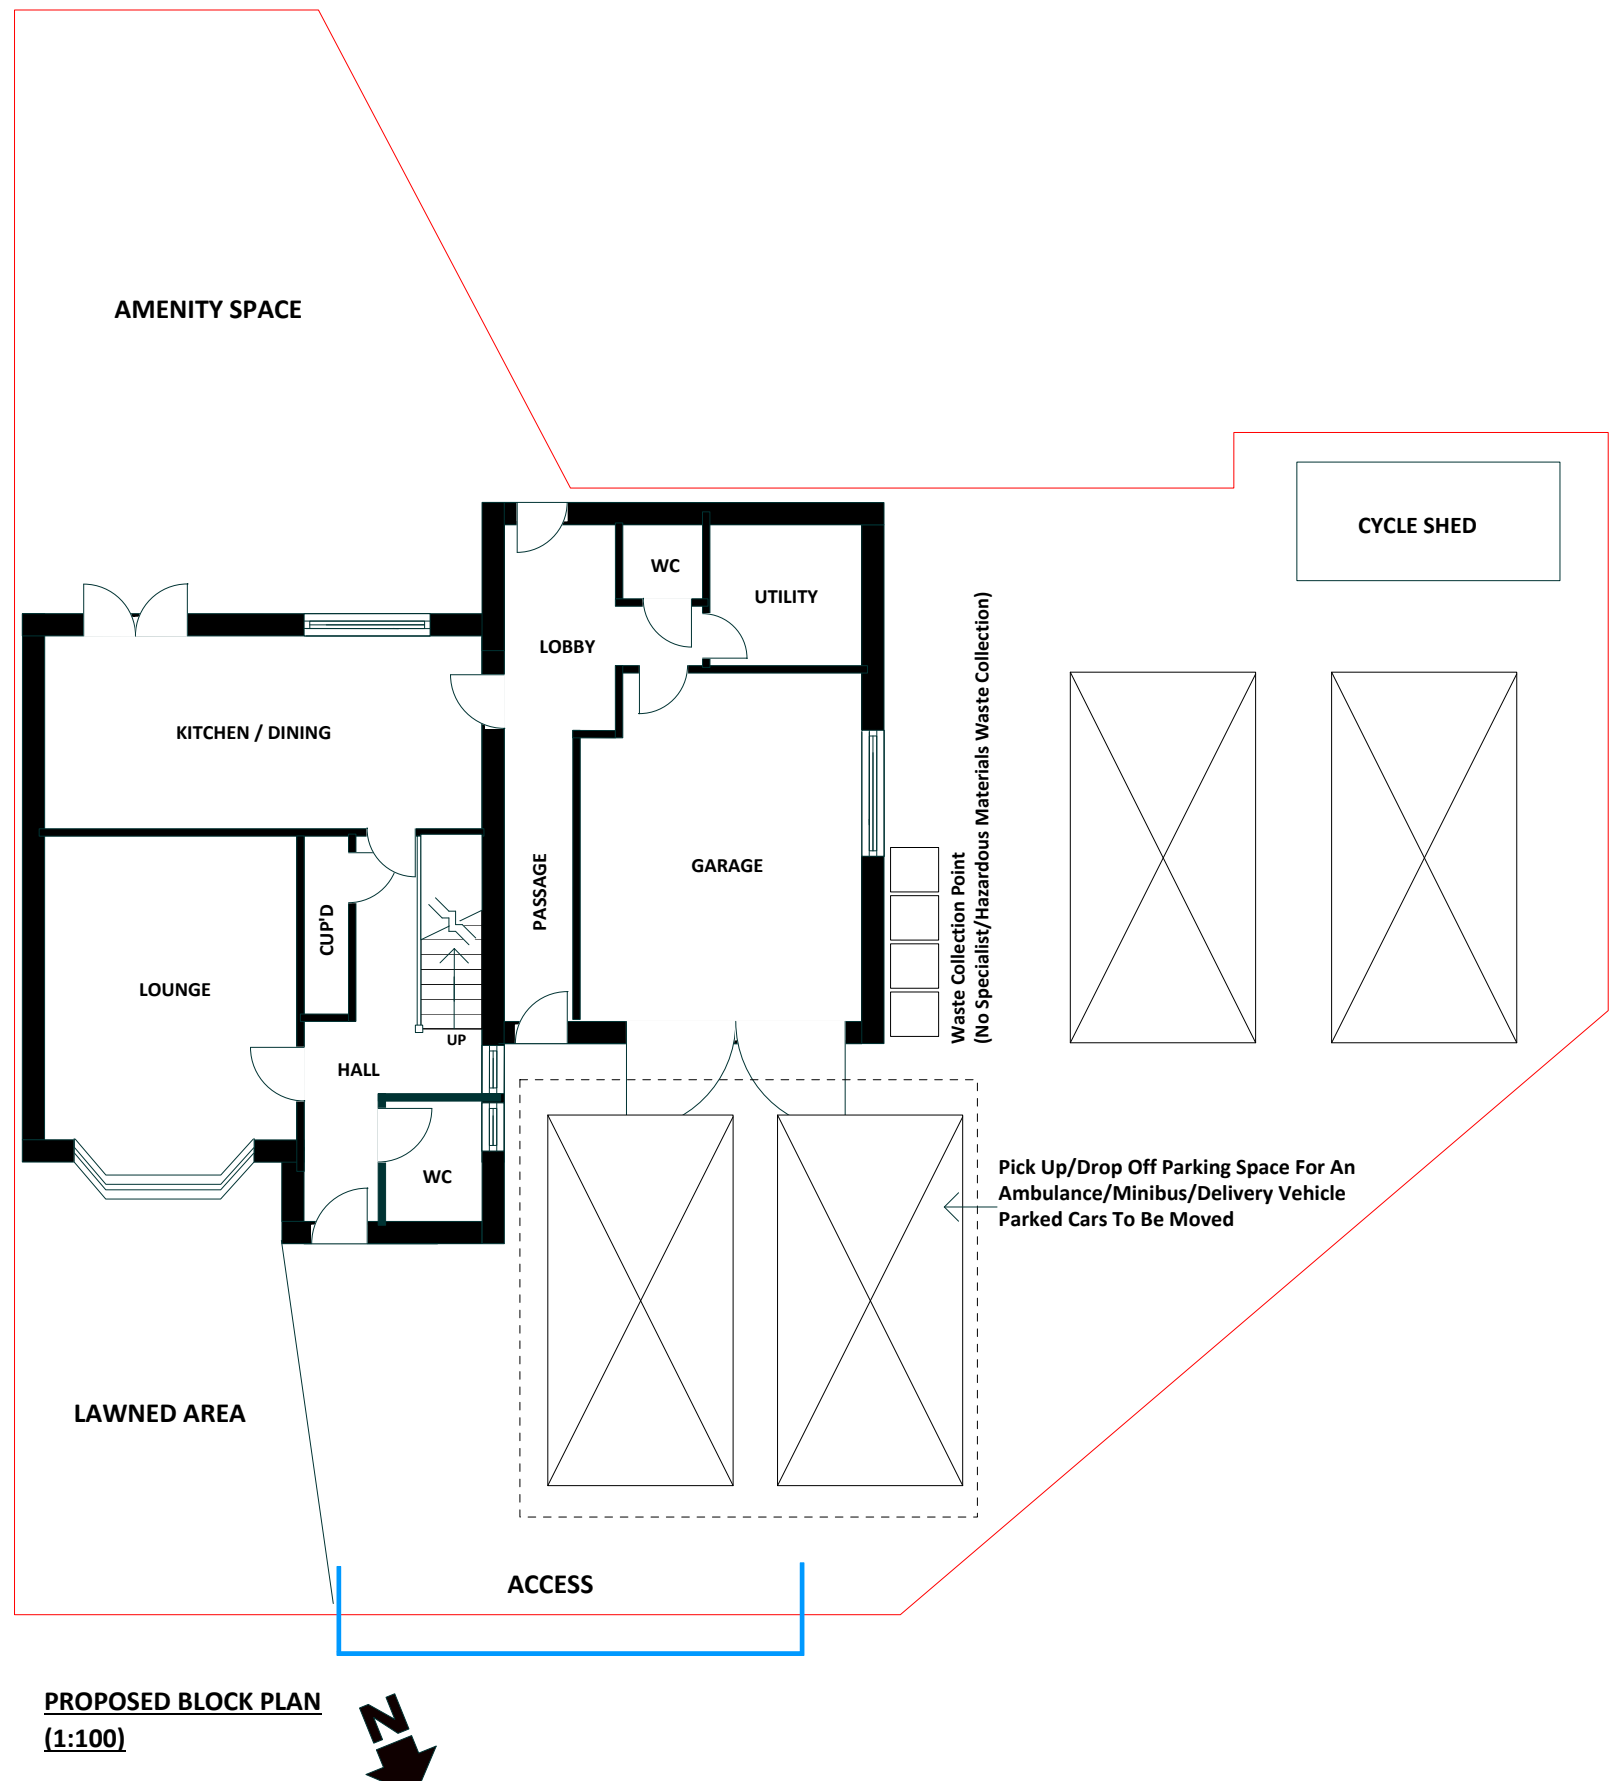 AMENITY SPACE
CYCLE SHED
WC
UTILITY
LOBBY
KITCHEN / DINING
GARAGE
PASSAGE
CUP'D
LOUNGE
UP
HALL
WC
Waste Collection Point
(No Specialist/Hazardous Materials Waste Collection)
Pick Up/Drop Off Parking Space For An
Ambulance/Minibus/Delivery Vehicle
Parked Cars To Be Moved
LAWNED AREA
ACCESS
PROPOSED BLOCK PLAN
(1:100)
N